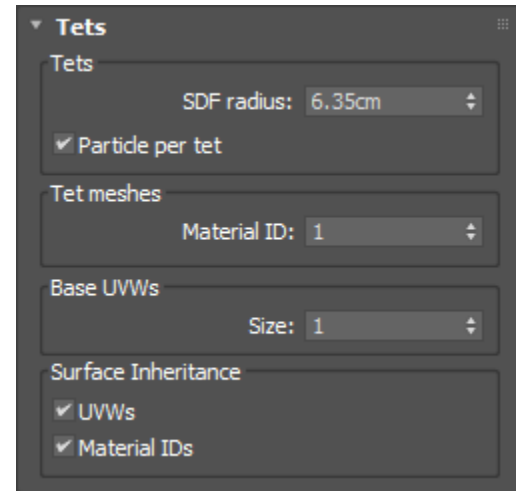 Tets
Tets
SDF radius: 6.35cm
Particle per tet
Tet meshes
Material ID: 1
Base UVWs
Size: 1
Surface Inheritance
UVWs
Material IDs